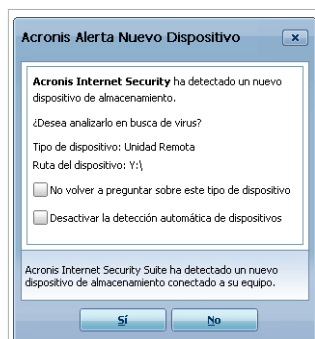 Acronis Alerta Nuevo Dispositivo
Acronis Internet Security ha detectado un nuevo
dispositivo de almacenamiento.
¿Desea analizarlo en busca de virus?
Tipo de dispositivo: Unidad Remota
Ruta del dispositivo: Y:\
No volver a preguntar sobre este tipo de dispositivo
Desactivar la detección automática de dispositivos
Acronis Internet Security Suite ha detectado un nuevo
dispositivo de almacenamiento conectado a su equipo.
Sí
No